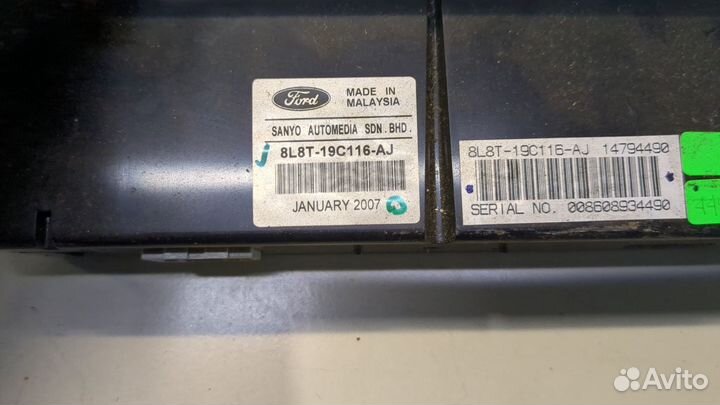 Ford
MADE IN
MALAYSIA
SANYO AUTOMEDIA SDN. BHD.
8L8T-19C116-AJ
JANUARY 2007
8L8T-19C116-AJ 14794490
SERIAL NO. 008608934490
Avito